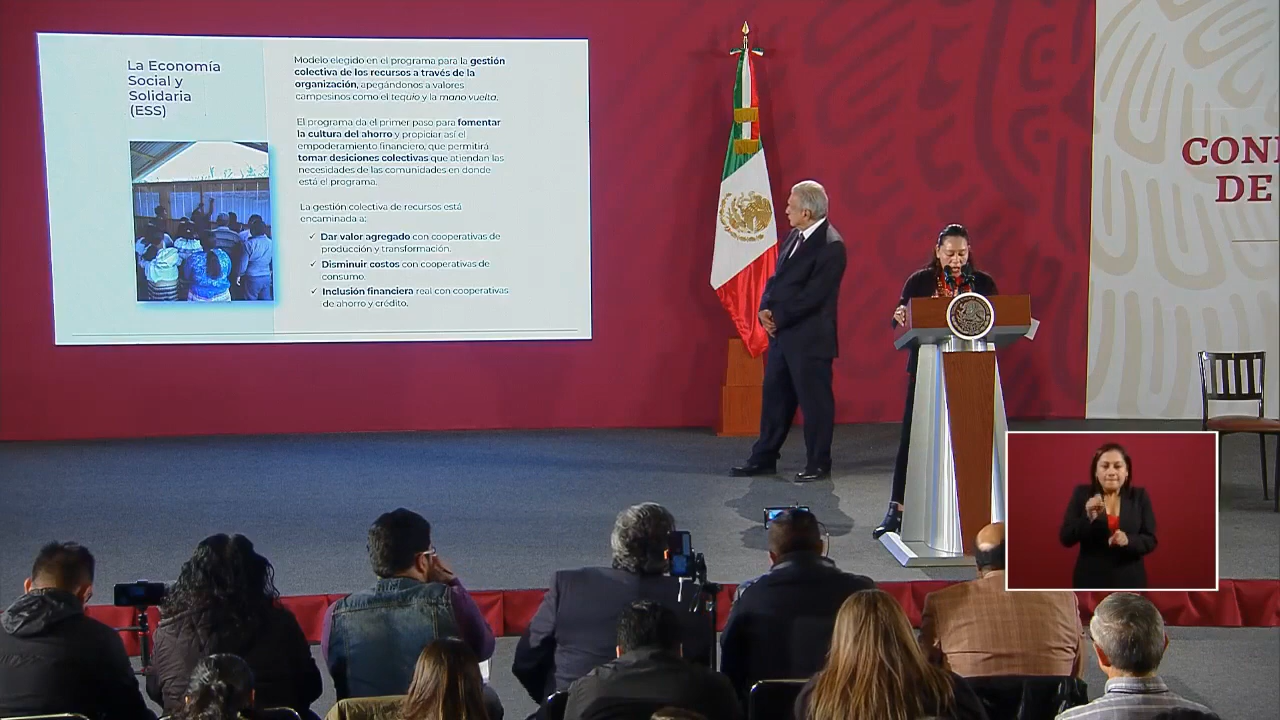 La Economía
Social y
Solidaria
(ESS)
Modelo elegido en el programa para la gestión
colectiva de los recursos a través de la
organización, apegándonos a valores
campesinos como el tequio y la mano vuelta.
El programa da el primer paso para fomentar
la cultura del ahorro y propiciar así el
empoderamiento financiero, que permitirá
tomar desiciones colectivas que atiendan las
necesidades de las comunidades en donde
está el programa.
La gestión colectiva de recursos está
encaminada a:
✓ Dar valor agregado con cooperativas de
producción y transformación.
✓ Disminuir costos con cooperativas de
consumo.
✓ Inclusión financiera real con cooperativas
de ahorro y crédito.
CON
DE